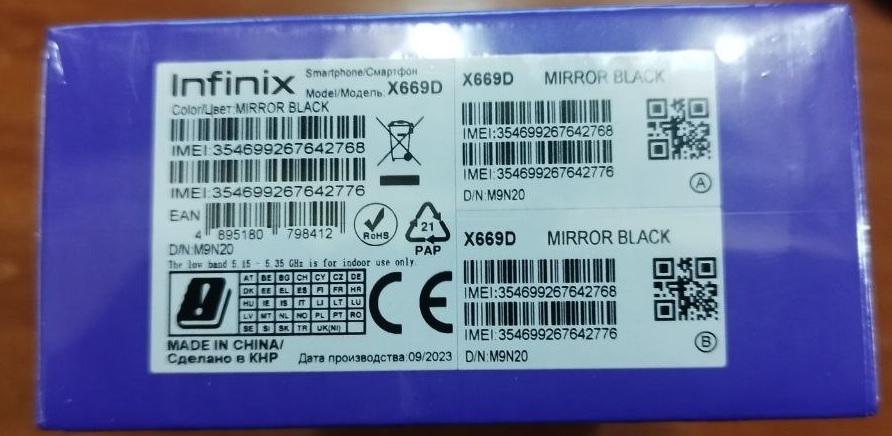 Infinix
Smartphone/Смартфон
Model/Модель: X669D
Color/Цвет:MIRROR BLACK
IMEI:354699267642768
IMEI:354699267642776
EAN
4 895180 798412
RoHS
21
PAP
D/N:M9N20
The low band 5.15 - 5.35 GHz is for indoor use only.
AT BE BG CH CY CZ DE
DK EE EL ES FI FR HR
HU IE IS IT LI LT LU
LV MT NL NO PL PT RO
SE SI SK TR UK(NI)
CE
MADE IN CHINA/
Сделано в КНР
Дата производства:09/2023
X669D MIRROR BLACK
IMEI:354699267642768
IMEI:354699267642776
D/N:M9N20
A
X669D MIRROR BLACK
IMEI:354699267642768
IMEI:354699267642776
D/N:M9N20
B